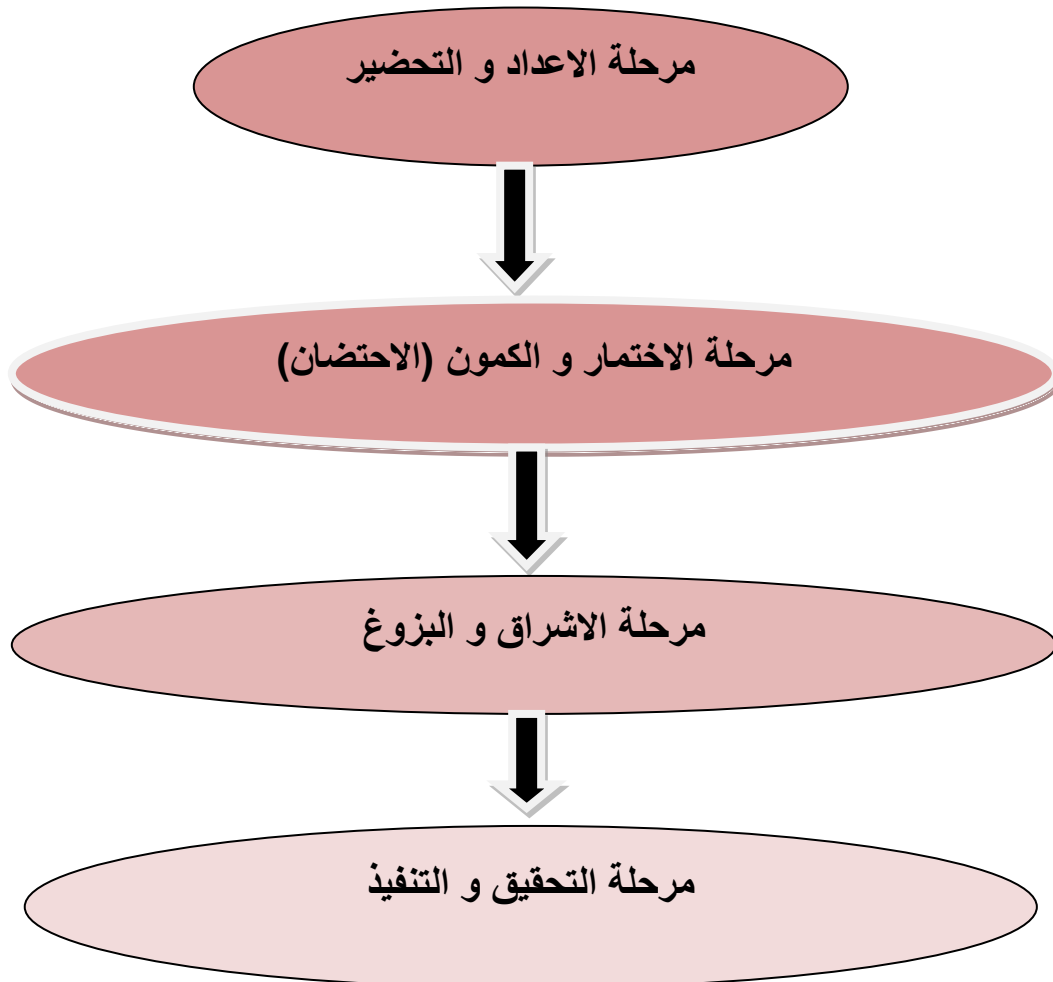 مرحلة الاعداد و التحضير
مرحلة الاختمار و الكمون (الاحتضان)
مرحلة الاشراق و البزوغ
مرحلة التحقيق و التنفيذ